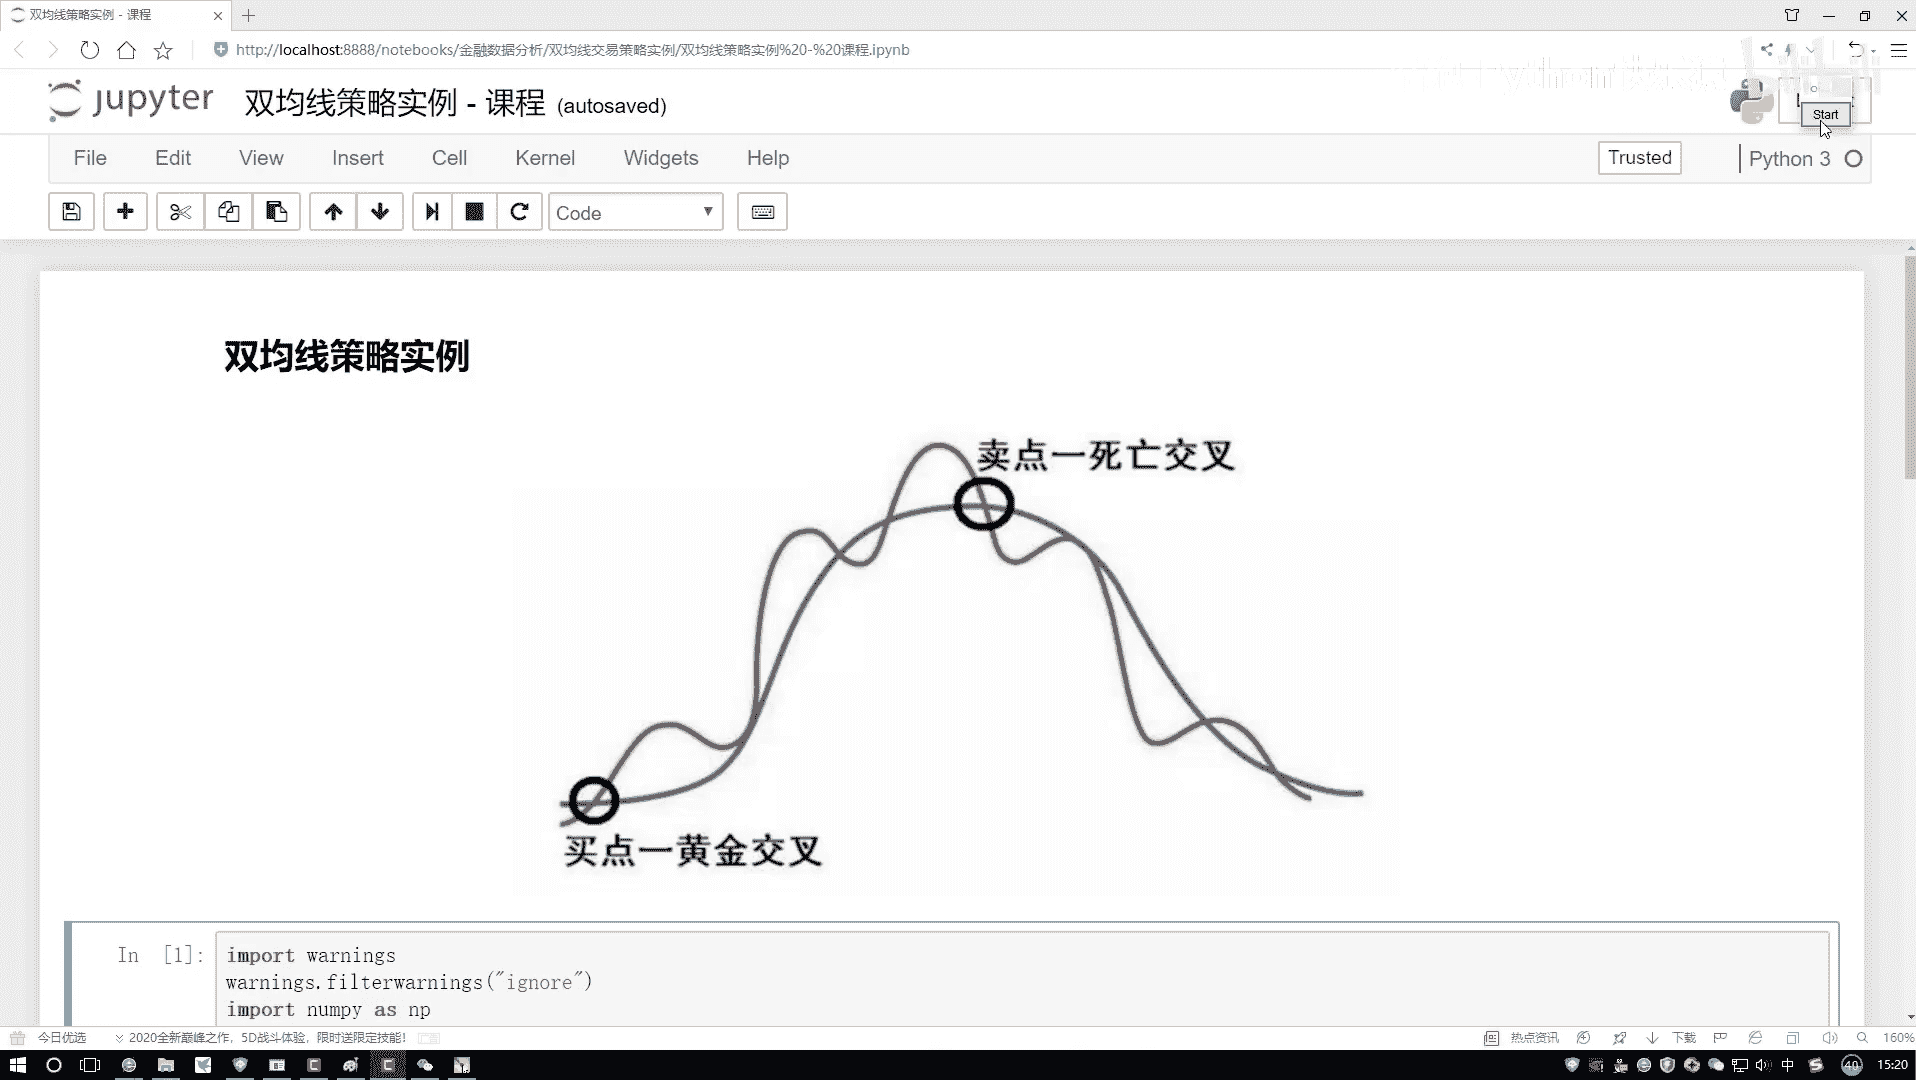 双均线策略实例 - 课程
http://localhost:8888/notebooks/金融数据分析/双均线交易策略实例/双均线策略实例%20-%20课程.ipynb
jupyter 双均线策略实例 - 课程 (autosaved)
Start
File Edit View Insert Cell Kernel Widgets Help Trusted Python 3
Code
双均线策略实例
卖点一死亡交叉
买点一黄金交叉
In [1]: import warnings
warnings.filterwarnings("ignore")
import numpy as np
今日优选 2020全新巅峰之作，5D战斗体验，限时送限定技能！ 热点资讯 下载 160%
中 40 15:20